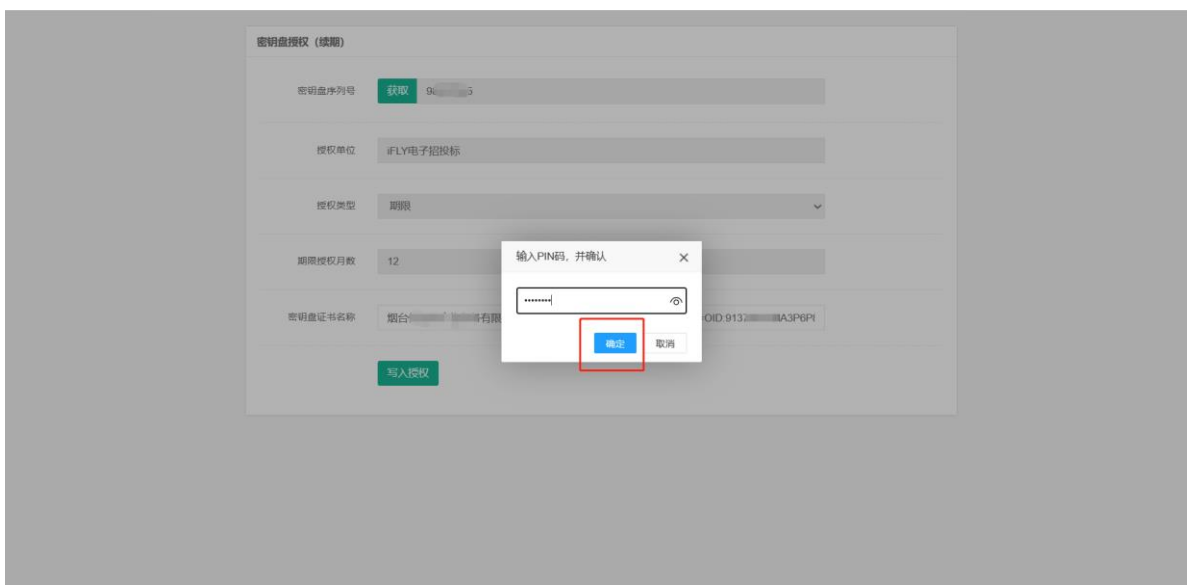 密钥盘授权（续期）
密钥盘序列号 获取 9
授权单位 iFLY电子招投标
授权类型 期限
期限授权月数 12
输入PIN码，并确认
密钥盘证书名称 烟台 有限 OID:9132 A3P6PI
确定 取消
写入授权